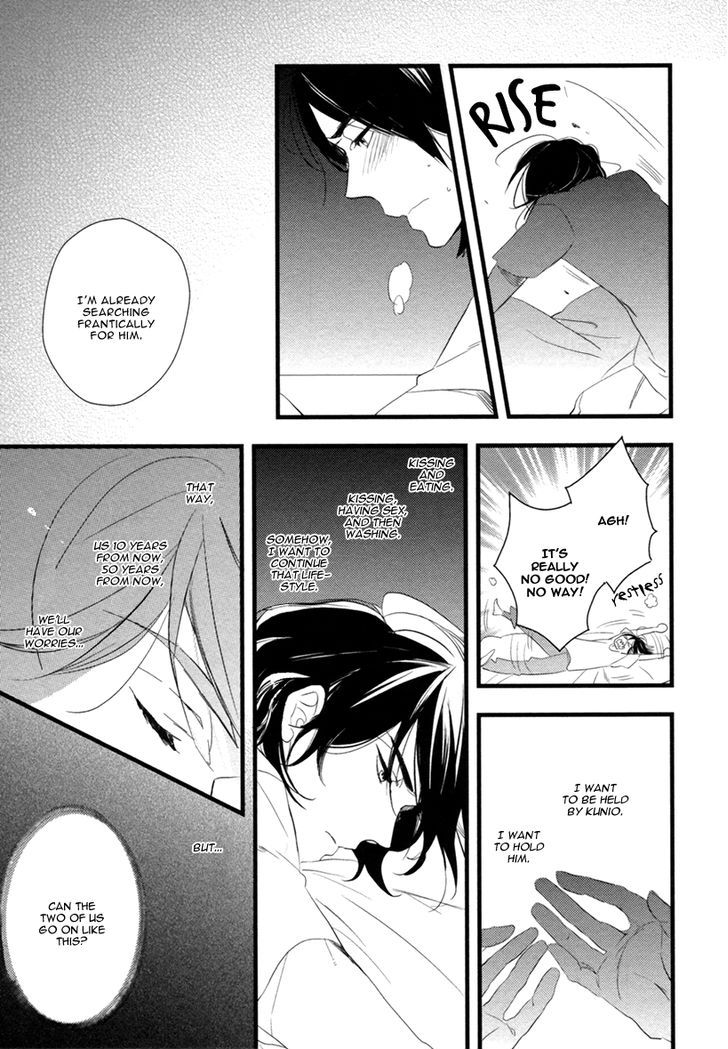 RISE
I'M ALREADY
SEARCHING
FRANTICALLY
FOR HIM.
AGH!
IT'S
REALLY
NO GOOD!
NO WAY!
restless
I WANT
TO BE HELD
BY KUNIO.
I WANT
TO HOLD
HIM.
KISSING
AND
EATING.
KISSING,
HAVING SEX,
AND THEN
WASHING.
SOMEHOW,
I WANT TO
CONTINUE
THAT LIFE-
STYLE.
THAT
WAY,
US 10 YEARS
FROM NOW,
50 YEARS
FROM NOW,
WE'LL
HAVE OUR
WORRIES...
BUT...
CAN THE
TWO OF US
GO ON LIKE
THIS?